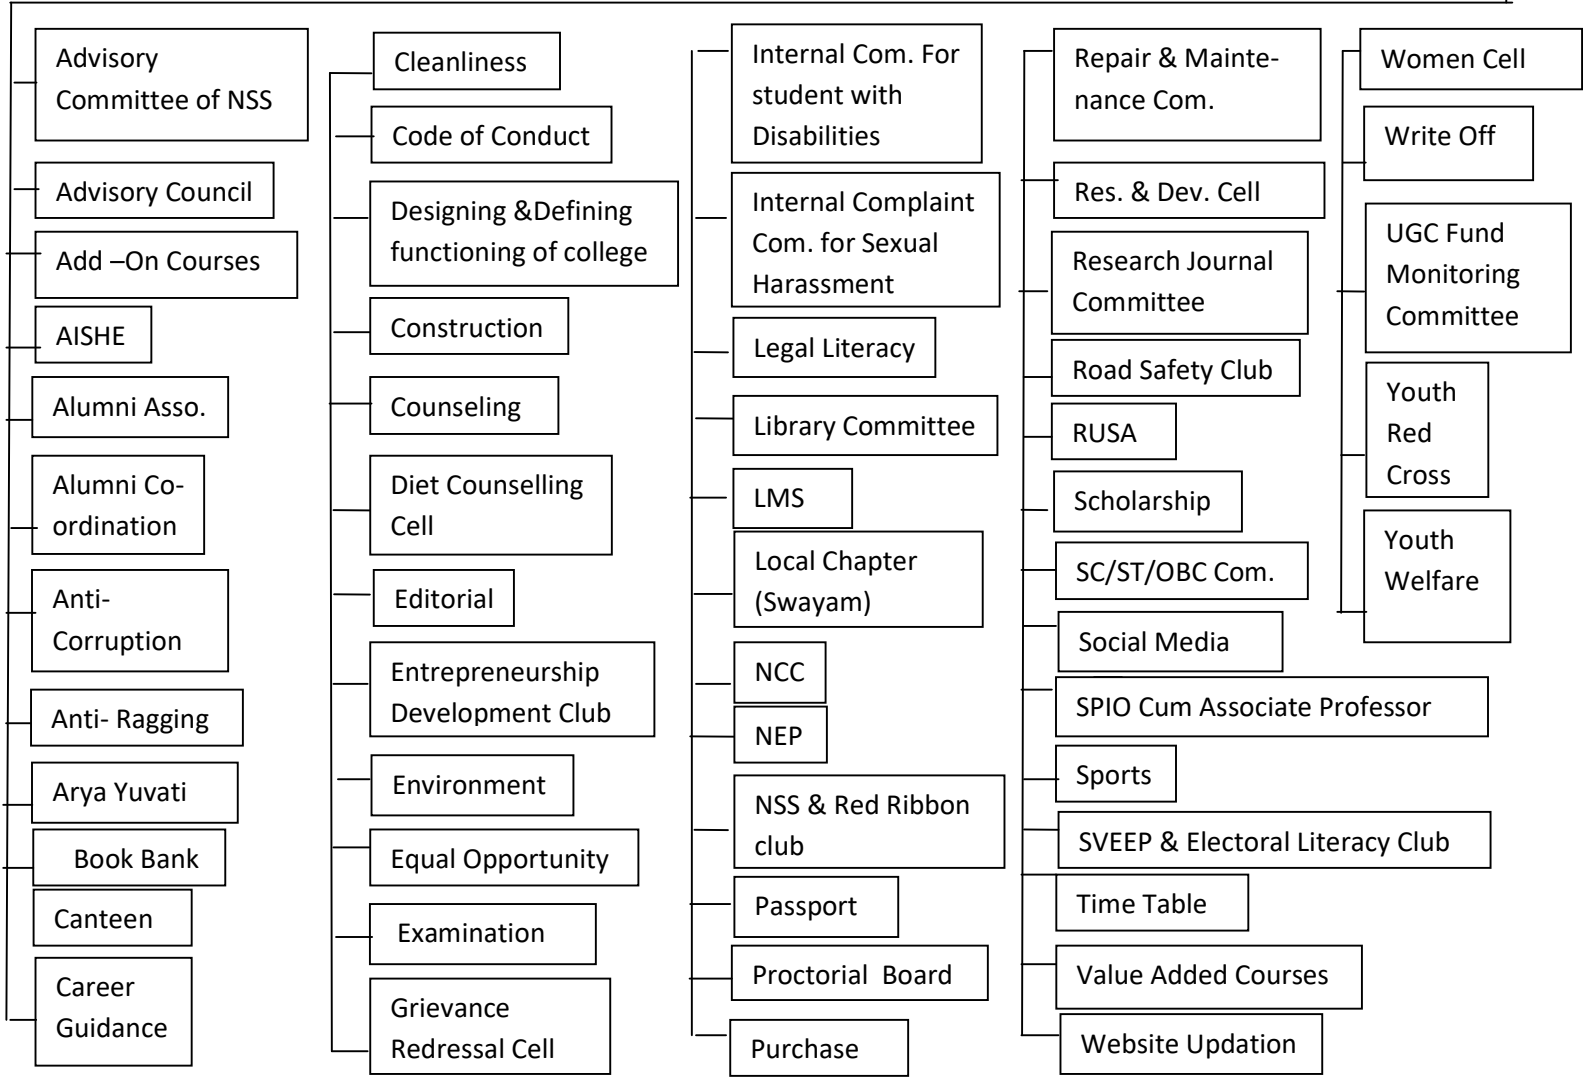 Advisory
Committee of NSS
Advisory Council
Add –On Courses
AISHE
Alumni Asso.
Alumni Co-
ordination
Anti-
Corruption
Anti- Ragging
Arya Yuvati
Book Bank
Canteen
Career
Guidance
Cleanliness
Code of Conduct
Designing &Defining
functioning of college
Construction
Counseling
Diet Counselling
Cell
Editorial
Entrepreneurship
Development Club
Environment
Equal Opportunity
Examination
Grievance
Redressal Cell
Internal Com. For
student with
Disabilities
Internal Complaint
Com. for Sexual
Harassment
Legal Literacy
Library Committee
LMS
Local Chapter
(Swayam)
NCC
NEP
NSS & Red Ribbon
club
Passport
Proctorial  Board
Purchase
Repair & Mainte-
nance Com.
Res. & Dev. Cell
Research Journal
Committee
Road Safety Club
RUSA
Scholarship
SC/ST/OBC Com.
Social Media
SPIO Cum Associate Professor
Sports
SVEEP & Electoral Literacy Club
Time Table
Value Added Courses
Website Updation
Women Cell
Write Off
UGC Fund
Monitoring
Committee
Youth
Red
Cross
Youth
Welfare